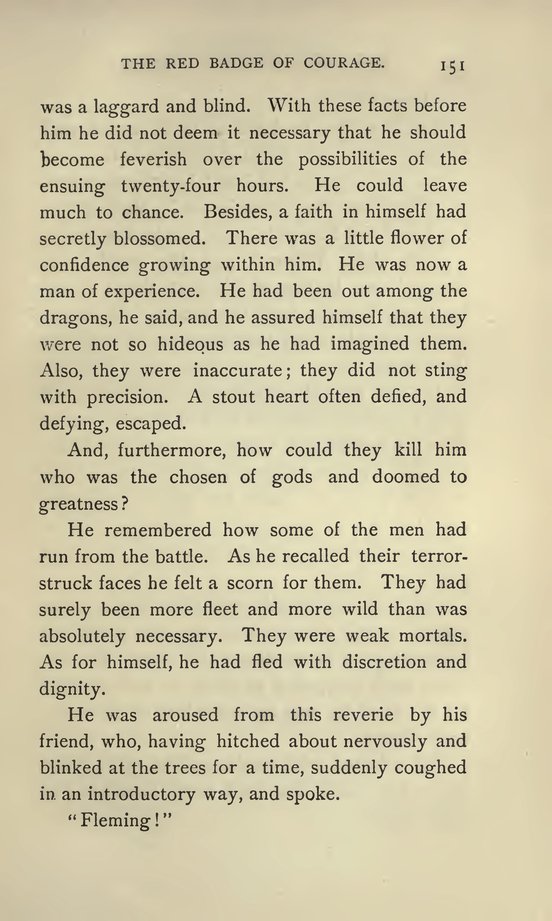 THE RED BADGE OF COURAGE. 151
was a laggard and blind. With these facts before
him he did not deem it necessary that he should
become feverish over the possibilities of the
ensuing twenty-four hours. He could leave
much to chance. Besides, a faith in himself had
secretly blossomed. There was a little flower of
confidence growing within him. He was now a
man of experience. He had been out among the
dragons, he said, and he assured himself that they
were not so hideous as he had imagined them.
Also, they were inaccurate; they did not sting
with precision. A stout heart often defied, and
defying, escaped.
And, furthermore, how could they kill him
who was the chosen of gods and doomed to
greatness?
He remembered how some of the men had
run from the battle. As he recalled their terror-
struck faces he felt a scorn for them. They had
surely been more fleet and more wild than was
absolutely necessary. They were weak mortals.
As for himself, he had fled with discretion and
dignity.
He was aroused from this reverie by his
friend, who, having hitched about nervously and
blinked at the trees for a time, suddenly coughed
in an introductory way, and spoke.
"Fleming!"